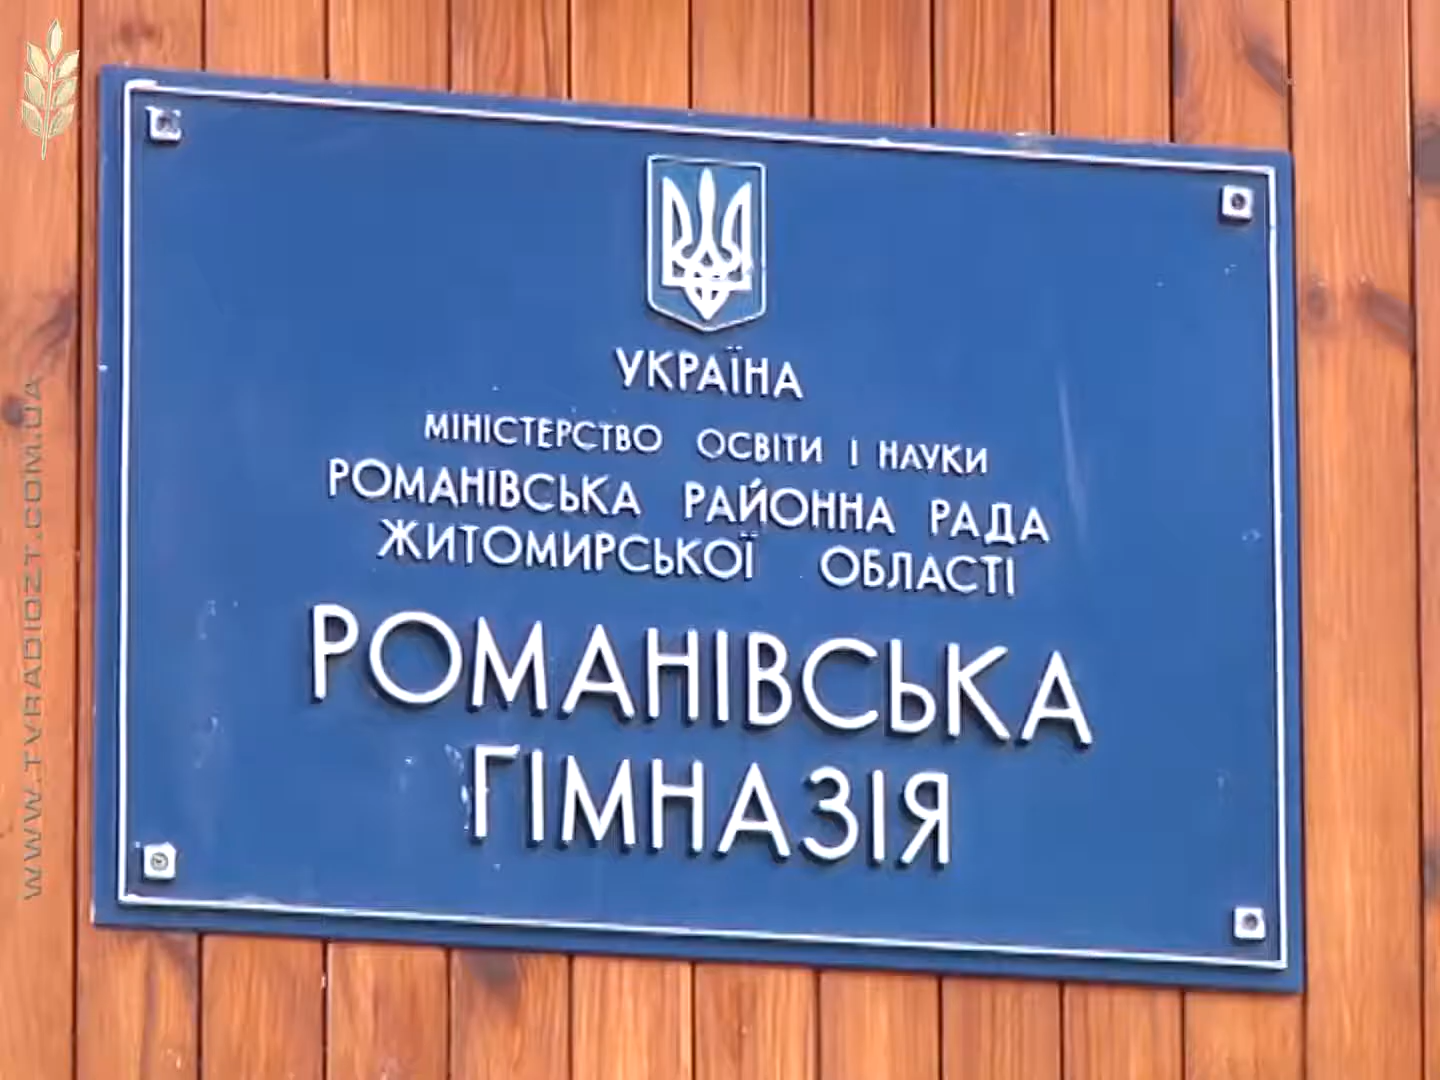 УКРАЇНА
МІНІСТЕРСТВО ОСВІТИ І НАУКИ
РОМАНІВСЬКА РАЙОННА РАДА
ЖИТОМИРСЬКОЇ ОБЛАСТІ
РОМАНІВСЬКА
ГІМНАЗІЯ
WWW.TVRADIOZT.COM.UA